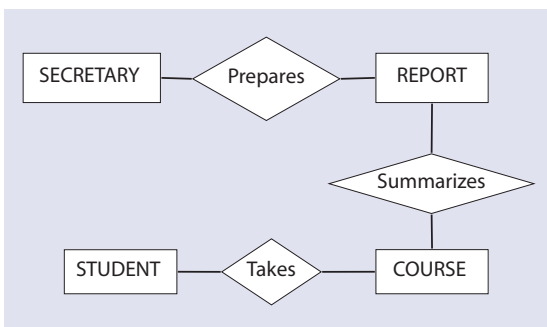 SECRETARY
Prepares
REPORT
Summarizes
STUDENT
Takes
COURSE